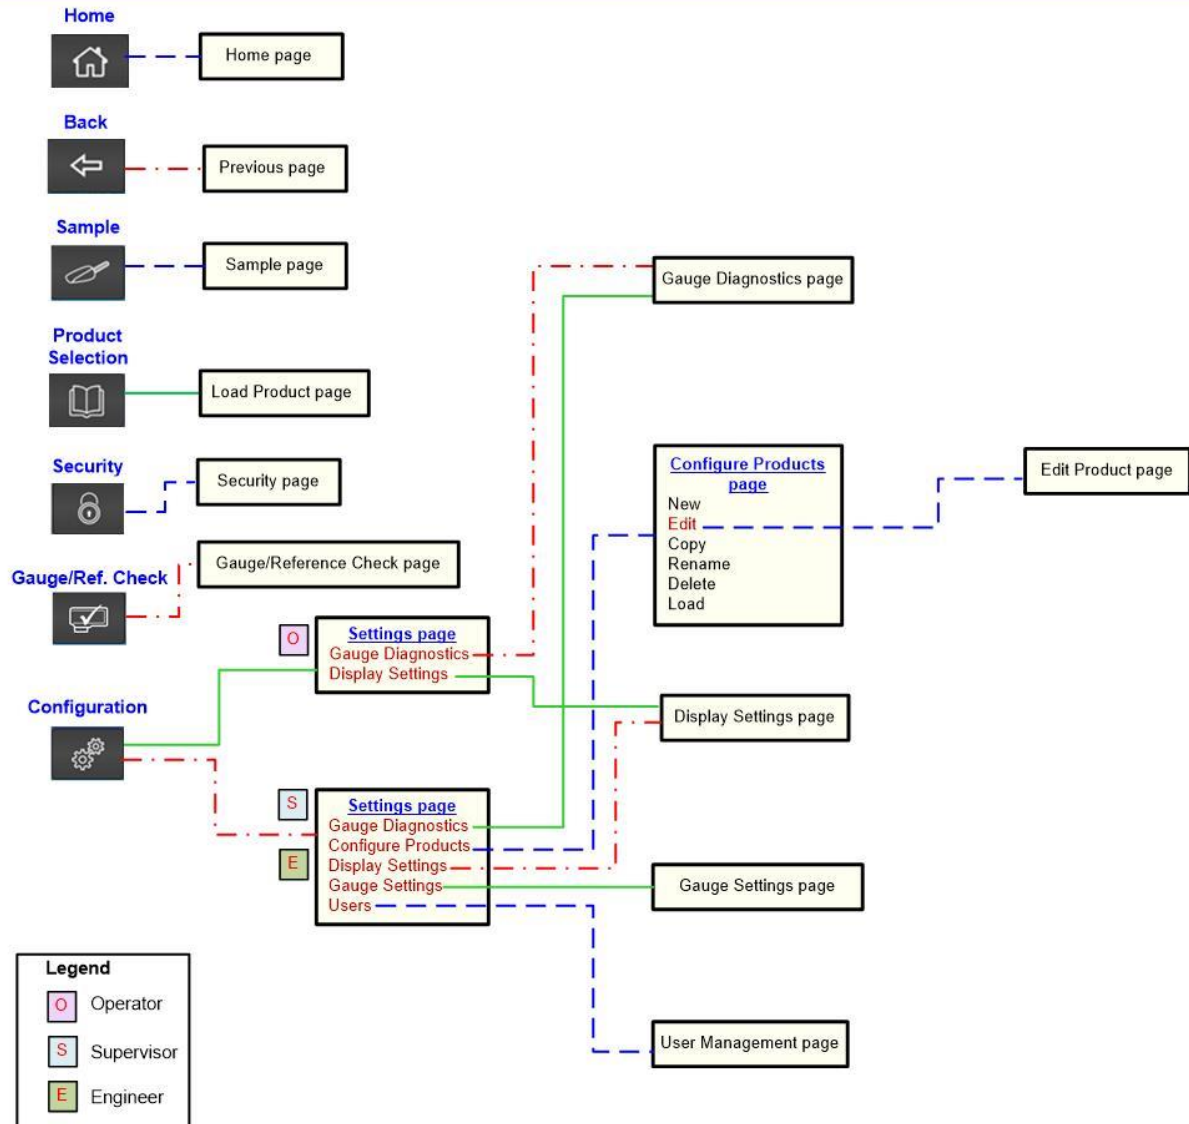 Home
Home page
Back
Previous page
Sample
Sample page
Gauge Diagnostics page
Product
Selection
Load Product page
Security
Security page
Configure Products
page
New
Edit
Copy
Rename
Delete
Load
Edit Product page
Gauge/Ref. Check
Gauge/Reference Check page
O
Settings page
Gauge Diagnostics
Display Settings
Configuration
Display Settings page
S
E
Settings page
Gauge Diagnostics
Configure Products
Display Settings
Gauge Settings
Users
Gauge Settings page
User Management page
Legend
O Operator
S Supervisor
E Engineer